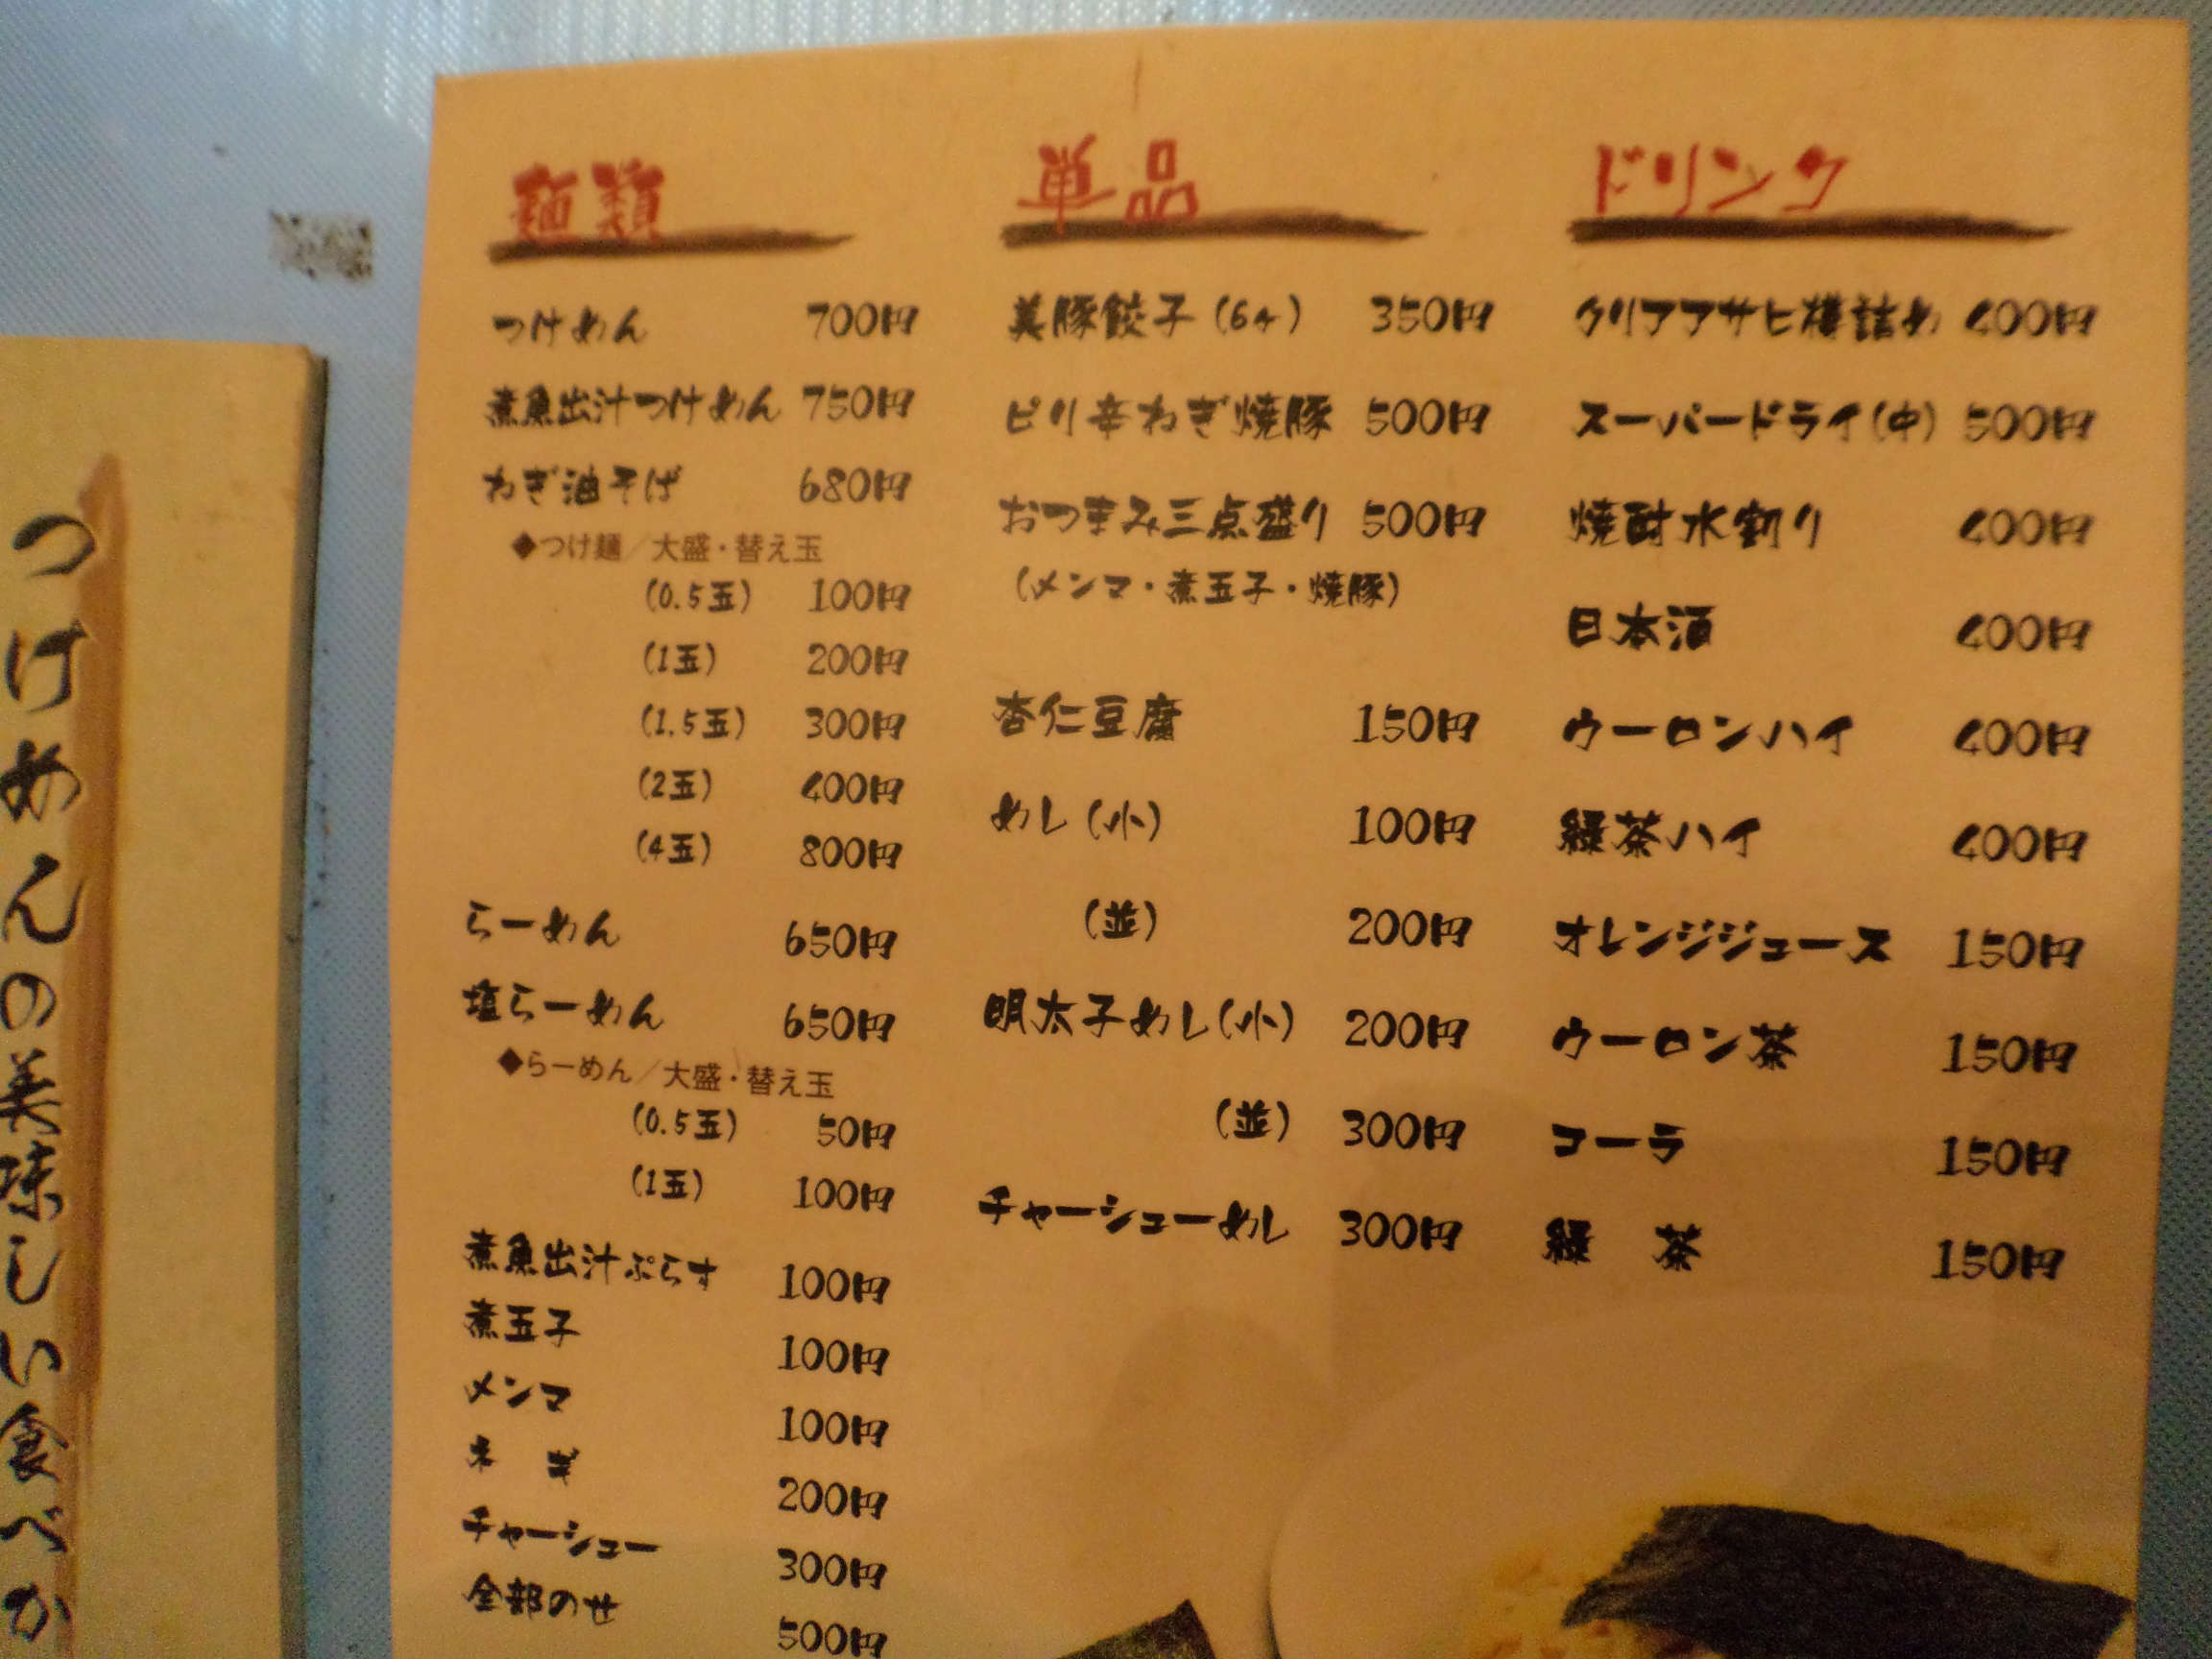 つけめんの美味しい食べか
麺類
つけめん 700円
煮魚出汁つけめん 750円
ねぎ油そば 680円
◆つけ麺／大盛・替え玉
(0.5玉) 100円
(1玉) 200円
(1.5玉) 300円
(2玉) 400円
(4玉) 800円
らーめん 650円
塩らーめん 650円
◆らーめん／大盛・替え玉
(0.5玉) 50円
(1玉) 100円
煮魚出汁ぷらす 100円
煮玉子 100円
メンマ 100円
ネギ 200円
チャーシュー 300円
全部のせ 500円
単品
美豚餃子(6ヶ) 350円
ピリ辛ねぎ焼豚 500円
おつまみ三点盛り 500円
(メンマ・煮玉子・焼豚)
杏仁豆腐 150円
めし(小) 100円
(並) 200円
明太子めし(小) 200円
(並) 300円
チャーシューめし 300円
ドリンク
クリアアサヒ樽詰め 400円
スーパードライ(中) 500円
焼酎水割り 400円
日本酒 400円
ウーロンハイ 400円
緑茶ハイ 400円
オレンジジュース 150円
ウーロン茶 150円
コーラ 150円
緑 茶 150円